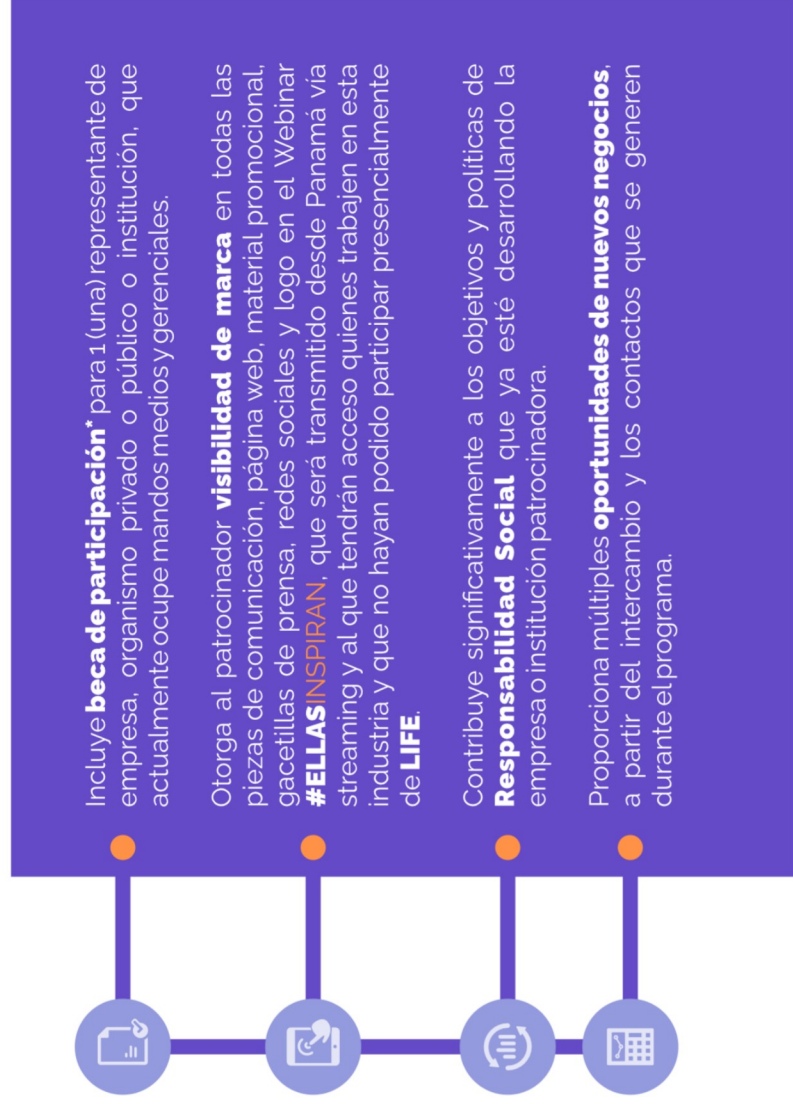 Incluye beca de participación* para 1 (una) representante de
empresa, organismo privado o público o institución, que
actualmente ocupe mandos medios y gerenciales.
Otorga al patrocinador visibilidad de marca en todas las
piezas de comunicación, página web, material promocional,
gacetillas de prensa, redes sociales y logo en el Webinar
#ELLASINSPIRAN, que será transmitido desde Panamá vía
streaming y al que tendrán acceso quienes trabajen en esta
industria y que no hayan podido participar presencialmente
de LIFE.
Contribuye significativamente a los objetivos y políticas de
Responsabilidad Social que ya esté desarrollando la
empresa o institución patrocinadora.
Proporciona múltiples oportunidades de nuevos negocios,
a partir del intercambio y los contactos que se generen
durante el programa.